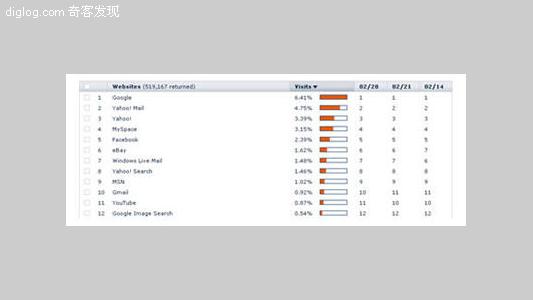 diglog.com 奇客发现
Websites (519,167 returned) Visits ▼ 02/28 02/21 02/14
1 Google 6.41% 1 1 1
2 Yahoo! Mail 4.75% 2 2 2
3 Yahoo! 3.39% 3 3 3
4 MySpace 3.15% 4 4 4
5 Facebook 2.39% 5 5 5
6 eBay 1.62% 6 6 7
7 Windows Live Mail 1.48% 7 7 6
8 Yahoo! Search 1.46% 8 8 8
9 MSN 1.02% 9 9 9
10 Gmail 0.92% 10 11 11
11 YouTube 0.87% 11 10 10
12 Google Image Search 0.54% 12 12 12